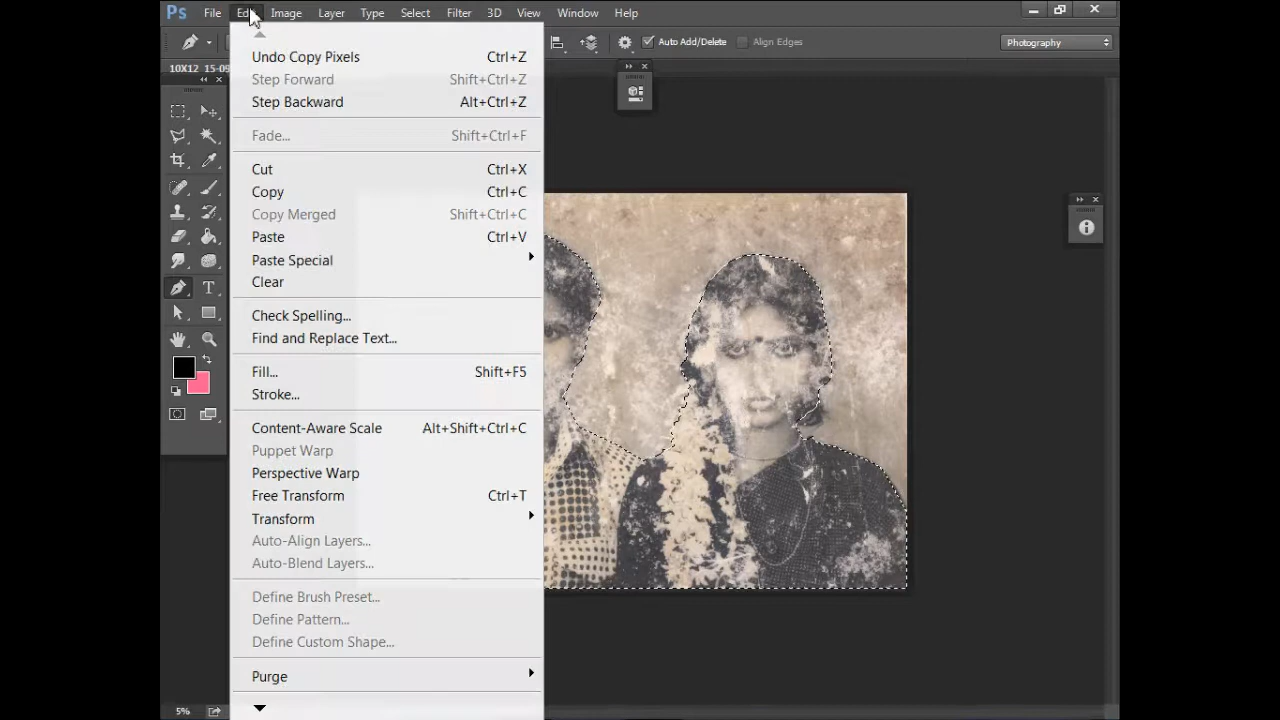 Ps File Edit Image Layer Type Select Filter 3D View Window Help
Auto Add/Delete Align Edges Photography
10X12 15-09
Undo Copy Pixels Ctrl+Z
Step Forward Shift+Ctrl+Z
Step Backward Alt+Ctrl+Z
Fade... Shift+Ctrl+F
Cut Ctrl+X
Copy Ctrl+C
Copy Merged Shift+Ctrl+C
Paste Ctrl+V
Paste Special
Clear
Check Spelling...
Find and Replace Text...
Fill... Shift+F5
Stroke...
Content-Aware Scale Alt+Shift+Ctrl+C
Puppet Warp
Perspective Warp
Free Transform Ctrl+T
Transform
Auto-Align Layers...
Auto-Blend Layers...
Define Brush Preset...
Define Pattern...
Define Custom Shape...
Purge
5%